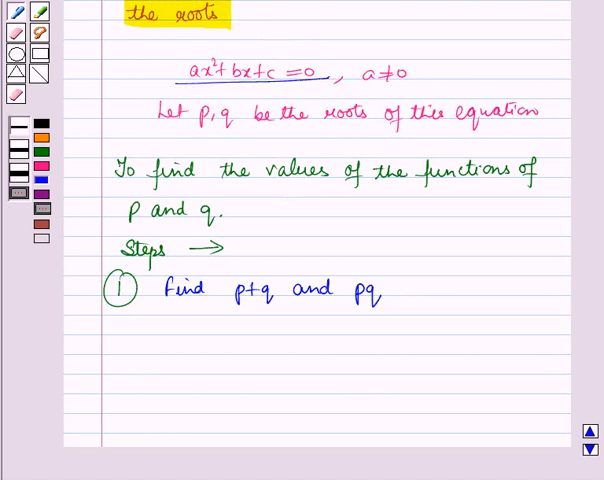 the roots
ax²+bx+c=0, a≠0
Let p,q be the roots of this equation
To find the values of the functions of
p and q.
Steps →
① Find p+q and pq